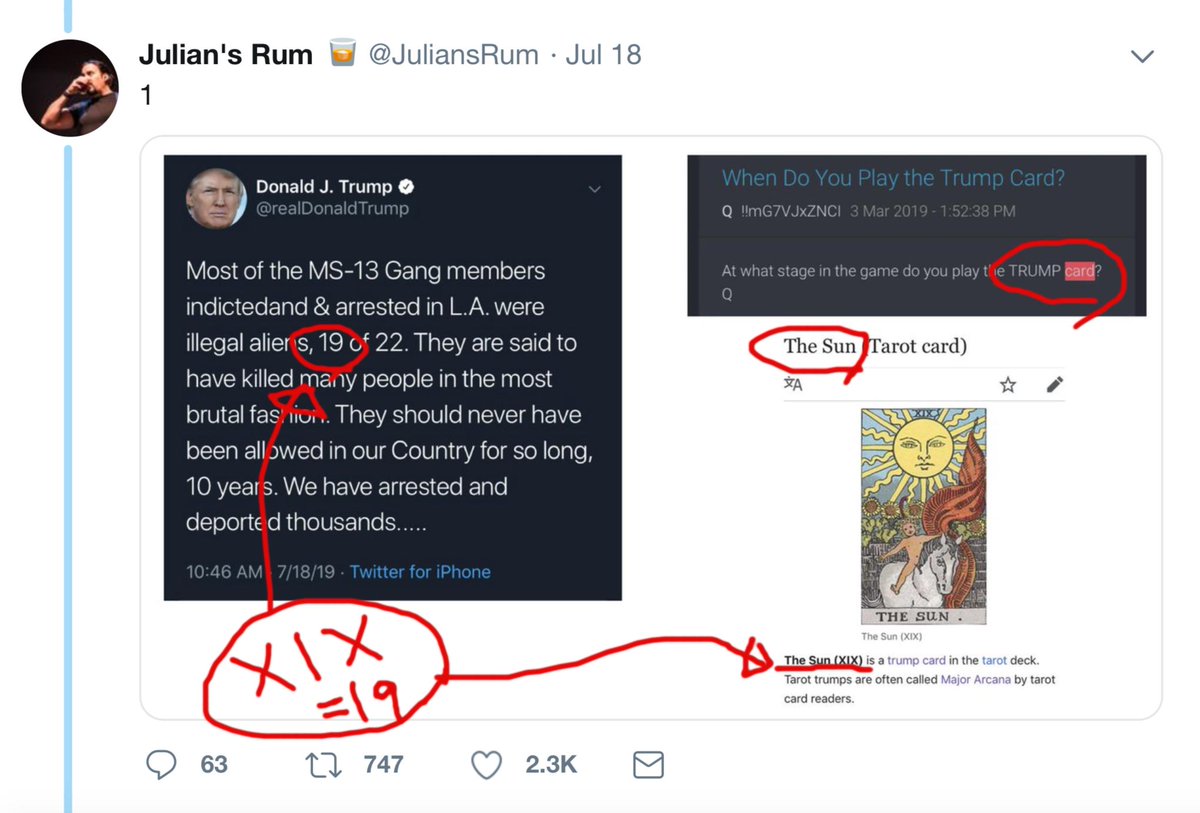 Julian's Rum 🥃 @JuliansRum · Jul 18
1
Donald J. Trump
@realDonaldTrump
Most of the MS-13 Gang members
indictedand & arrested in L.A. were
illegal aliens, 19 of 22. They are said to
have killed many people in the most
brutal fashion. They should never have
been allowed in our Country for so long,
10 years. We have arrested and
deported thousands.....
10:46 AM · 7/18/19 · Twitter for iPhone
XIX
=19
When Do You Play the Trump Card?
Q !!mG7VJxZNCI 3 Mar 2019 - 1:52:38 PM
At what stage in the game do you play the TRUMP card?
Q
The Sun (Tarot card)
文A
XIX
THE SUN .
The Sun (XIX)
The Sun (XIX) is a trump card in the tarot deck.
Tarot trumps are often called Major Arcana by tarot
card readers.
63 747 2.3K